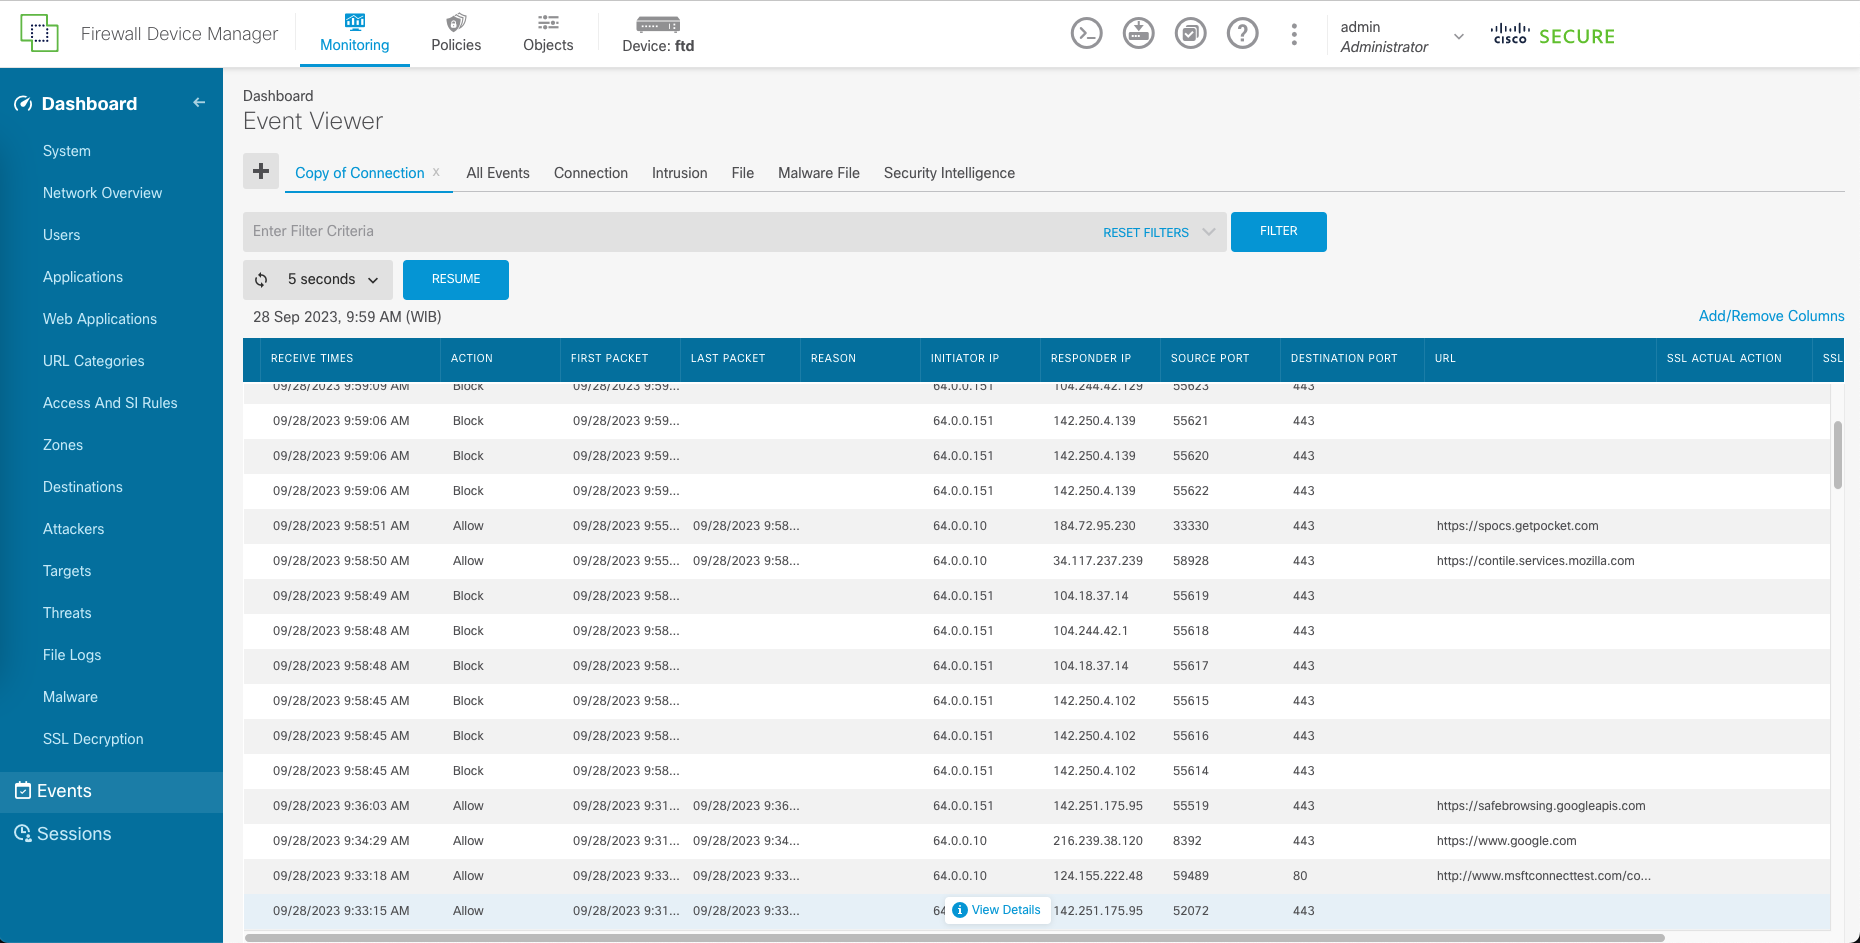 Firewall Device Manager
Monitoring
Policies
Objects
Device: ftd
admin
Administrator
CISCO SECURE
Dashboard
System
Network Overview
Users
Applications
Web Applications
URL Categories
Access And SI Rules
Zones
Destinations
Attackers
Targets
Threats
File Logs
Malware
SSL Decryption
Events
Sessions
Dashboard
Event Viewer
Copy of Connection x All Events Connection Intrusion File Malware File Security Intelligence
Enter Filter Criteria RESET FILTERS FILTER
5 seconds RESUME
28 Sep 2023, 9:59 AM (WIB) Add/Remove Columns
RECEIVE TIMES ACTION FIRST PACKET LAST PACKET REASON INITIATOR IP RESPONDER IP SOURCE PORT DESTINATION PORT URL SSL ACTUAL ACTION SSL
09/28/2023 9:59:09 AM Block 09/28/2023 9:59... 64.0.0.151 104.244.42.129 55623 443
09/28/2023 9:59:06 AM Block 09/28/2023 9:59... 64.0.0.151 142.250.4.139 55621 443
09/28/2023 9:59:06 AM Block 09/28/2023 9:59... 64.0.0.151 142.250.4.139 55620 443
09/28/2023 9:59:06 AM Block 09/28/2023 9:59... 64.0.0.151 142.250.4.139 55622 443
09/28/2023 9:58:51 AM Allow 09/28/2023 9:55... 09/28/2023 9:58... 64.0.0.10 184.72.95.230 33330 443 https://spocs.getpocket.com
09/28/2023 9:58:50 AM Allow 09/28/2023 9:55... 09/28/2023 9:58... 64.0.0.10 34.117.237.239 58928 443 https://contile.services.mozilla.com
09/28/2023 9:58:49 AM Block 09/28/2023 9:58... 64.0.0.151 104.18.37.14 55619 443
09/28/2023 9:58:48 AM Block 09/28/2023 9:58... 64.0.0.151 104.244.42.1 55618 443
09/28/2023 9:58:48 AM Block 09/28/2023 9:58... 64.0.0.151 104.18.37.14 55617 443
09/28/2023 9:58:45 AM Block 09/28/2023 9:58... 64.0.0.151 142.250.4.102 55615 443
09/28/2023 9:58:45 AM Block 09/28/2023 9:58... 64.0.0.151 142.250.4.102 55616 443
09/28/2023 9:58:45 AM Block 09/28/2023 9:58... 64.0.0.151 142.250.4.102 55614 443
09/28/2023 9:36:03 AM Allow 09/28/2023 9:31... 09/28/2023 9:36... 64.0.0.151 142.251.175.95 55519 443 https://safebrowsing.googleapis.com
09/28/2023 9:34:29 AM Allow 09/28/2023 9:31... 09/28/2023 9:34... 64.0.0.10 216.239.38.120 8392 443 https://www.google.com
09/28/2023 9:33:18 AM Allow 09/28/2023 9:33... 09/28/2023 9:33... 64.0.0.10 124.155.222.48 59489 80 http://www.msftconnecttest.com/co...
09/28/2023 9:33:15 AM Allow 09/28/2023 9:31... 09/28/2023 9:33... 64 View Details 142.251.175.95 52072 443